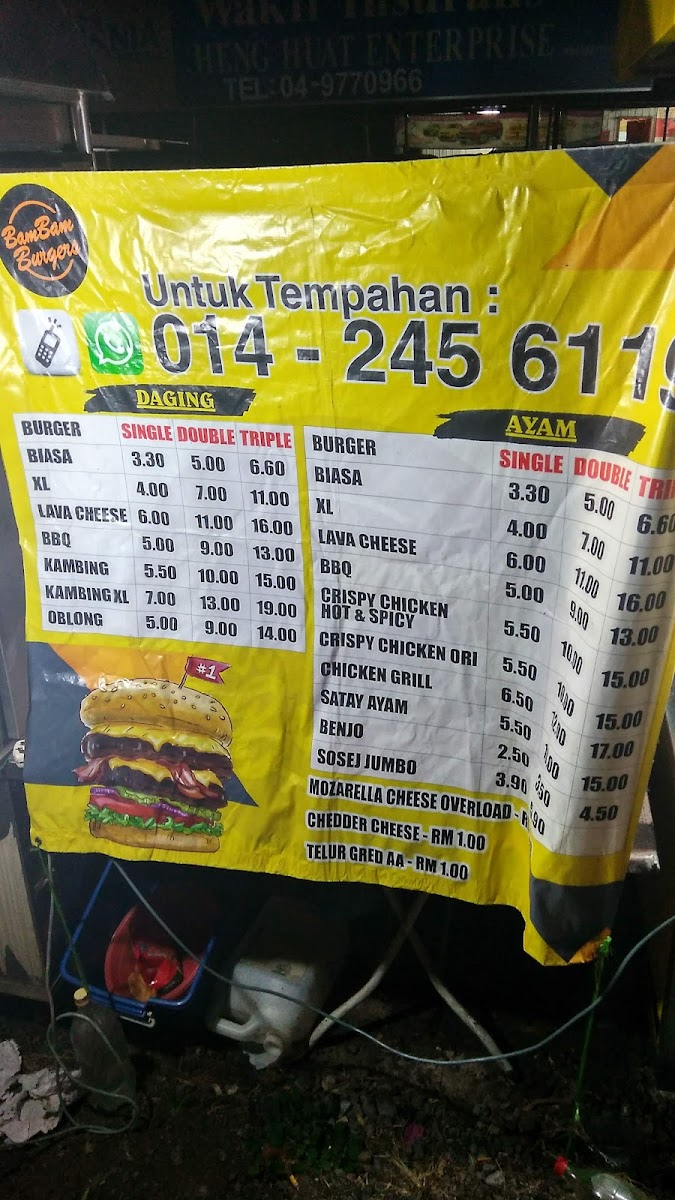 Wakil Insurans
HENG HUAT ENTERPRISE
TEL: 04-9770966
BamBam
Burgers
Untuk Tempahan :
014 - 245 6119
DAGING
BURGER SINGLE DOUBLE TRIPLE
BIASA 3.30 5.00 6.60
XL 4.00 7.00 11.00
LAVA CHEESE 6.00 11.00 16.00
BBQ 5.00 9.00 13.00
KAMBING 5.50 10.00 15.00
KAMBING XL 7.00 13.00 19.00
OBLONG 5.00 9.00 14.00
#1
AYAM
BURGER SINGLE DOUBLE TRI
BIASA 3.30 5.00 6.60
XL 4.00 7.00 11.00
LAVA CHEESE 6.00 11.00 16.00
BBQ 5.00 9.00 13.00
CRISPY CHICKEN
HOT & SPICY 5.50 10.00 15.00
CRISPY CHICKEN ORI 5.50 10.00 15.00
CHICKEN GRILL 6.50 12.00 17.00
SATAY AYAM 5.50 15.00
BENJO 2.50 4.50
SOSEJ JUMBO 3.90
MOZARELLA CHEESE OVERLOAD -
CHEDDER CHEESE - RM 1.00
TELUR GRED AA - RM 1.00